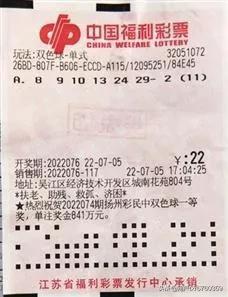 中国福利彩票
CHINA WELFARE LOTTERY
玩法:双色球-单式 32051072
26BD-B07F-B606-ECCD-A115/12095251/84E45
A. 8 9 10 13 24 29- 2 (11)
开奖期:2022076 22-07-05 ¥:22
销售期:2022076-117 22-07-05 17:04:25
地址:吴江区经济技术开发区城南花苑804号
*扶老、助残、救孤、济困*
★热烈祝贺2022074期扬州彩民中双色球一等
奖,单注奖金841万元。
江苏省福利彩票发行中心承销